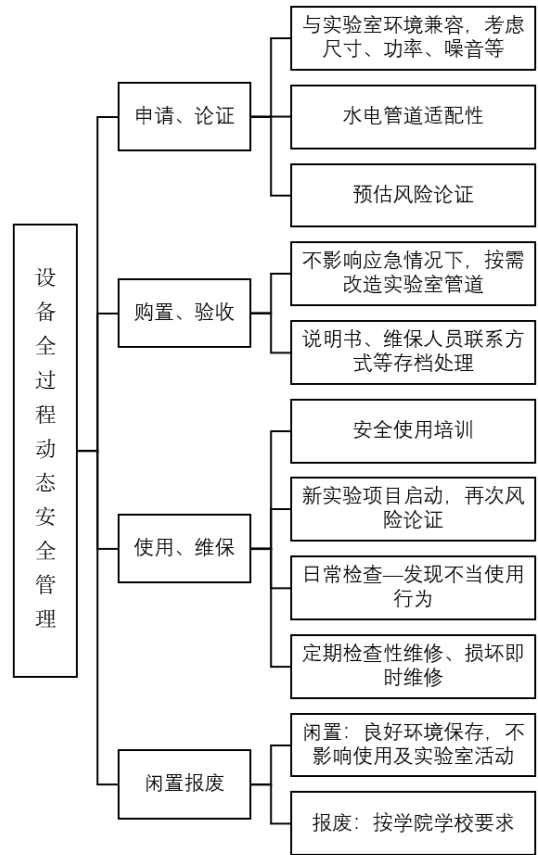 设备全过程动态安全管理
申请、论证
与实验室环境兼容，考虑
尺寸、功率、噪音等
水电管道适配性
预估风险论证
购置、验收
不影响应急情况下，按需
改造实验室管道
说明书、维保人员联系方
式等存档处理
使用、维保
安全使用培训
新实验项目启动，再次风
险论证
日常检查—发现不当使用
行为
定期检查性维修、损坏即
时维修
闲置报废
闲置：良好环境保存，不
影响使用及实验室活动
报废：按学院学校要求